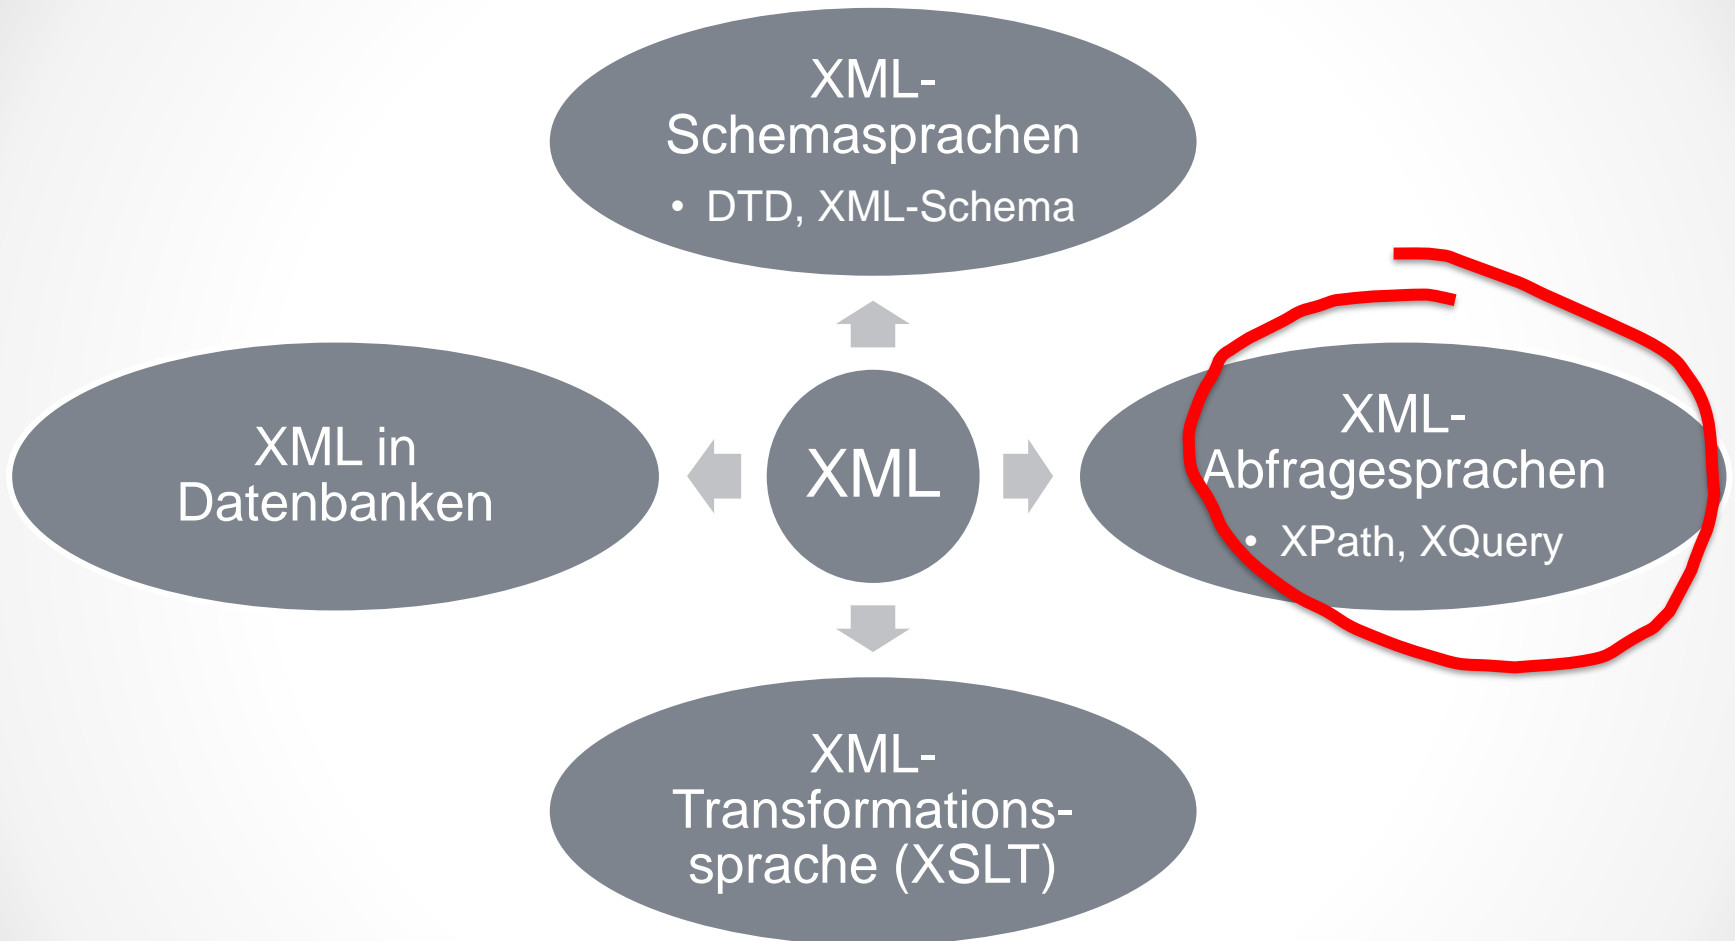 XML-
Schemasprachen
• DTD, XML-Schema
XML in
Datenbanken
XML
XML-
Abfragesprachen
• XPath, XQuery
XML-
Transformations-
sprache (XSLT)